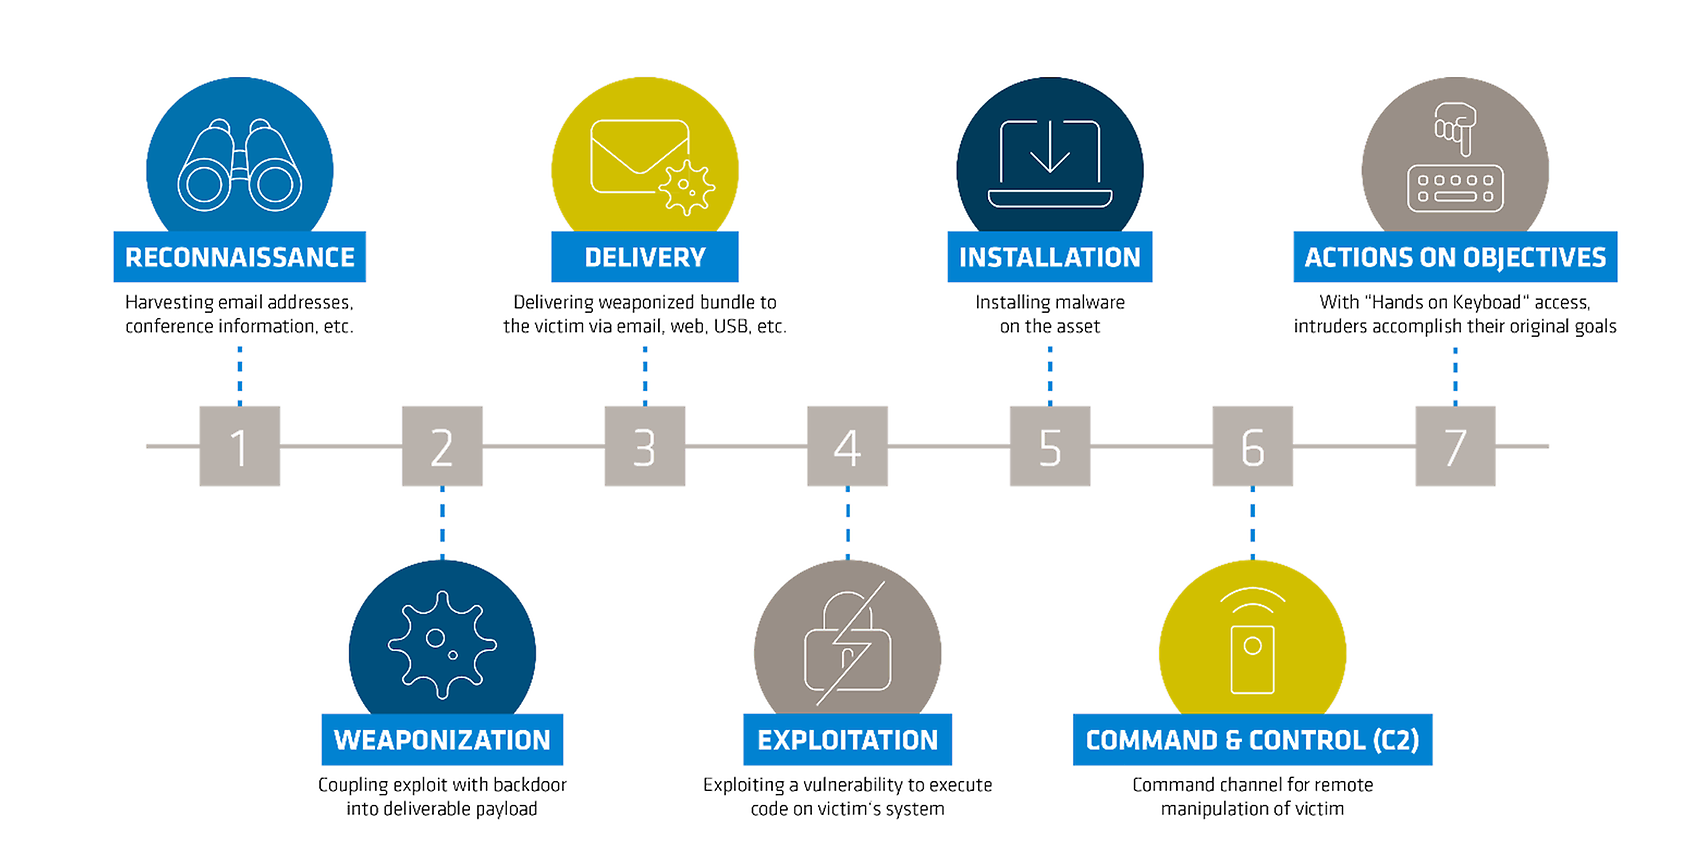 RECONNAISSANCE
Harvesting email addresses,
conference information, etc.
DELIVERY
Delivering weaponized bundle to
the victim via email, web, USB, etc.
INSTALLATION
Installing malware
on the asset
ACTIONS ON OBJECTIVES
With "Hands on Keyboad" access,
intruders accomplish their original goals
1
2
3
4
5
6
7
WEAPONIZATION
Coupling exploit with backdoor
into deliverable payload
EXPLOITATION
Exploiting a vulnerability to execute
code on victim's system
COMMAND & CONTROL (C2)
Command channel for remote
manipulation of victim